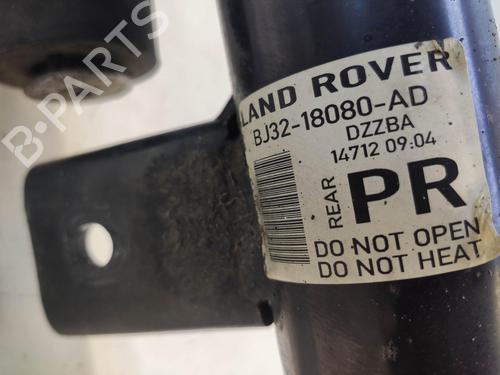 LAND ROVER
BJ32-18080-AD
DZZBA
14712 09:04
REAR
PR
DO NOT OPEN
DO NOT HEAT
B-PARTS